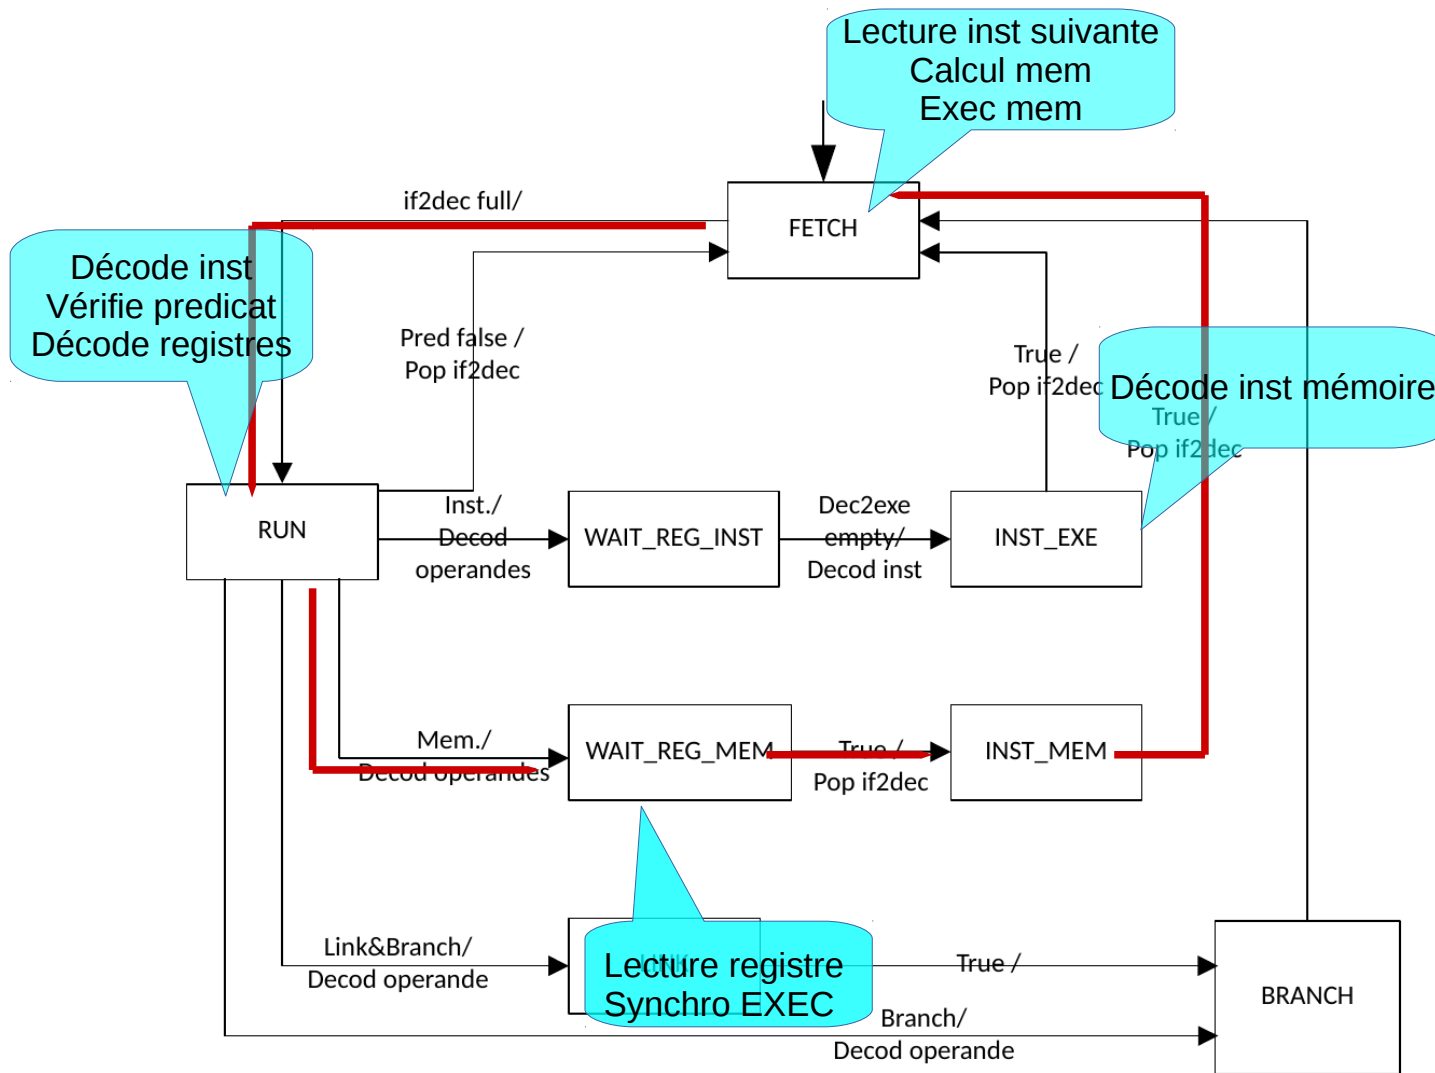 Lecture inst suivante
Calcul mem
Exec mem
if2dec full/
FETCH
Décode inst
Vérifie predicat
Décode registres
Pred false /
Pop if2dec
True /
Pop if2dec
Décode inst mémoire
True /
Pop if2dec
RUN
Inst./
Decod
operandes
WAIT_REG_INST
Dec2exe
empty/
Decod inst
INST_EXE
Mem./
Decod operandes
WAIT_REG_MEM
True /
Pop if2dec
INST_MEM
Link&Branch/
Decod operande
LINK
Lecture registre
Synchro EXEC
True /
BRANCH
Branch/
Decod operande